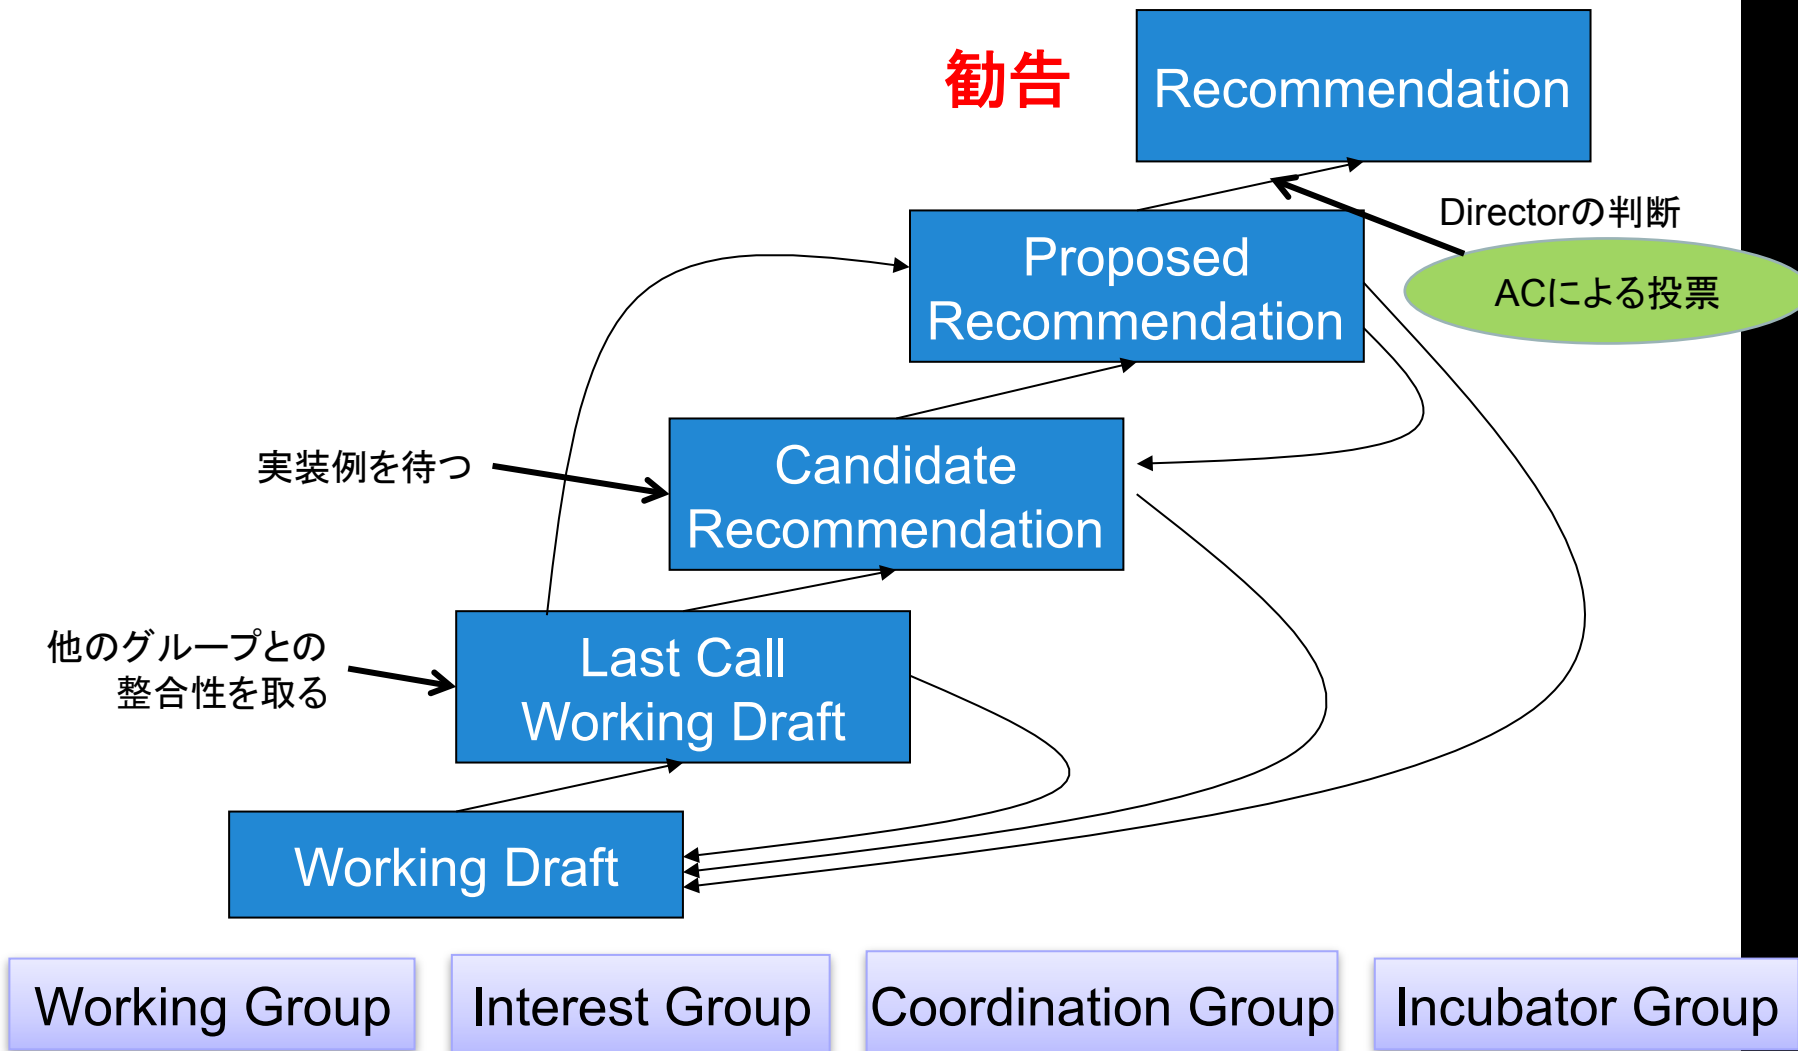 勧告
Recommendation
Directorの判断
ACによる投票
Proposed
Recommendation
実装例を待つ
Candidate
Recommendation
他のグループとの
整合性を取る
Last Call
Working Draft
Working Draft
Working Group
Interest Group
Coordination Group
Incubator Group